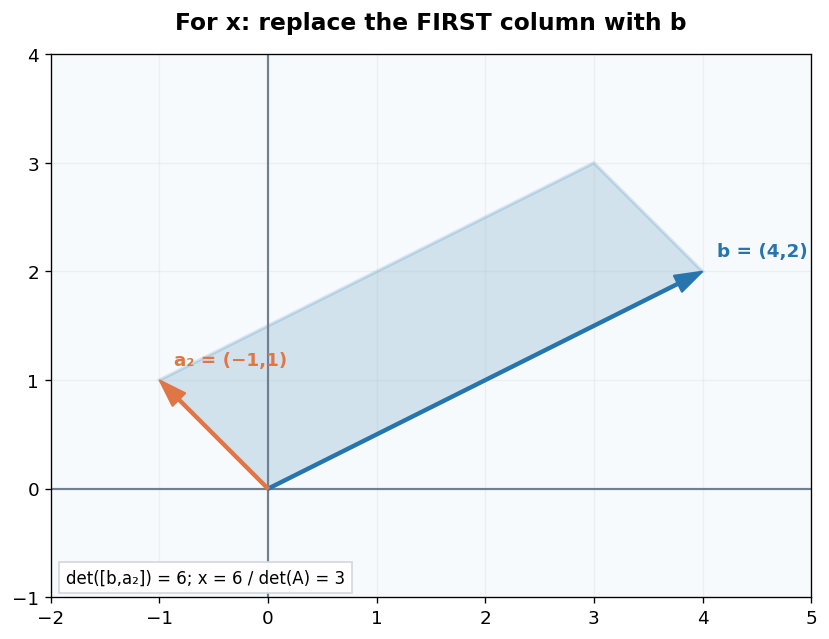 For x: replace the FIRST column with b
4
3
b = (4,2)
2
a₂ = (−1,1)
1
0
det([b,a₂]) = 6; x = 6 / det(A) = 3
−1
−2 −1 0 1 2 3 4 5